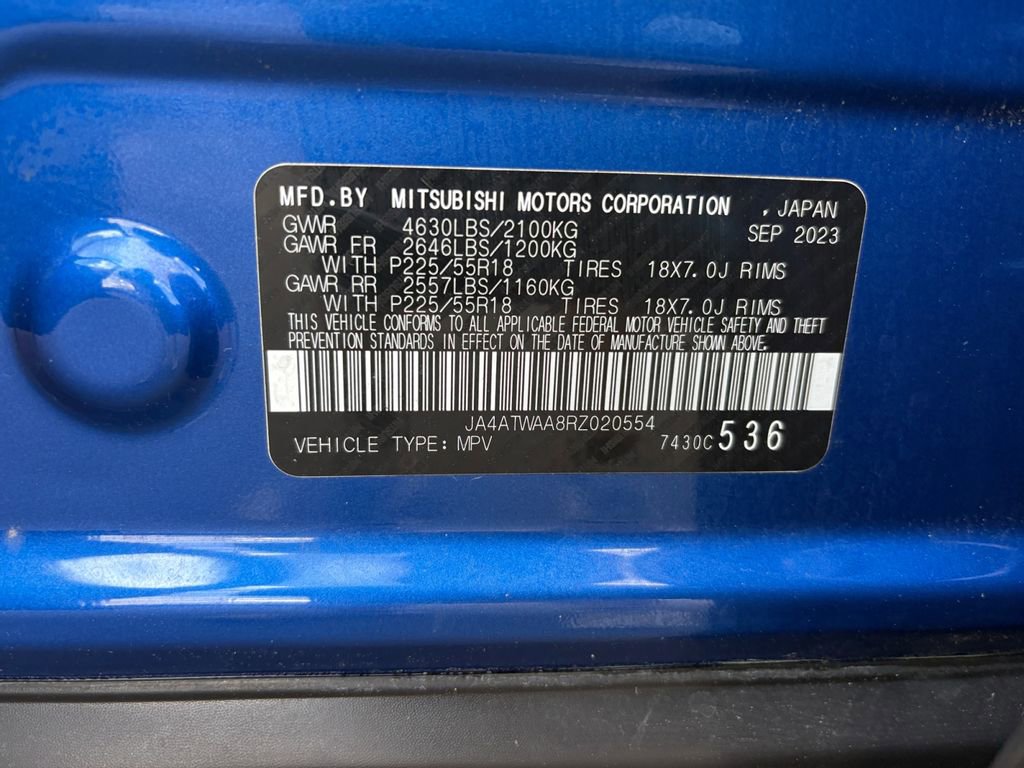 MFD.BY MITSUBISHI MOTORS CORPORATION , JAPAN
GWWR 4630LBS/2100KG SEP 2023
GAWR FR 2646LBS/1200KG
WITH P225/55R18 TIRES 18X7.0J RIMS
GAWR RR 2557LBS/1160KG
WITH P225/55R18 TIRES 18X7.0J RIMS
THIS VEHICLE CONFORMS TO ALL APPLICABLE FEDERAL MOTOR VEHICLE SAFETY AND THEFT
PREVENTION STANDARDS IN EFFECT ON THE DATE OF MANUFACTURE SHOWN ABOVE.
JA4ATWAA8RZ020554
VEHICLE TYPE: MPV 7430C 536